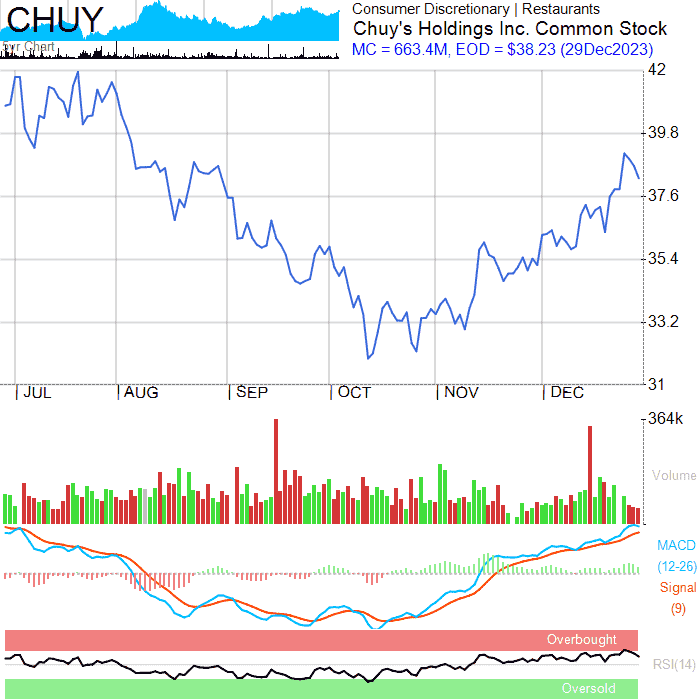 CHUY
5yr Chart
Consumer Discretionary | Restaurants
Chuy's Holdings Inc. Common Stock
MC = 663.4M, EOD = $38.23 (29Dec2023)
42
39.8
37.6
35.4
33.2
31
| JUL | AUG | SEP | OCT | NOV | DEC
364k
Volume
MACD
(12-26)
Signal
(9)
Overbought
RSI(14)
Oversold